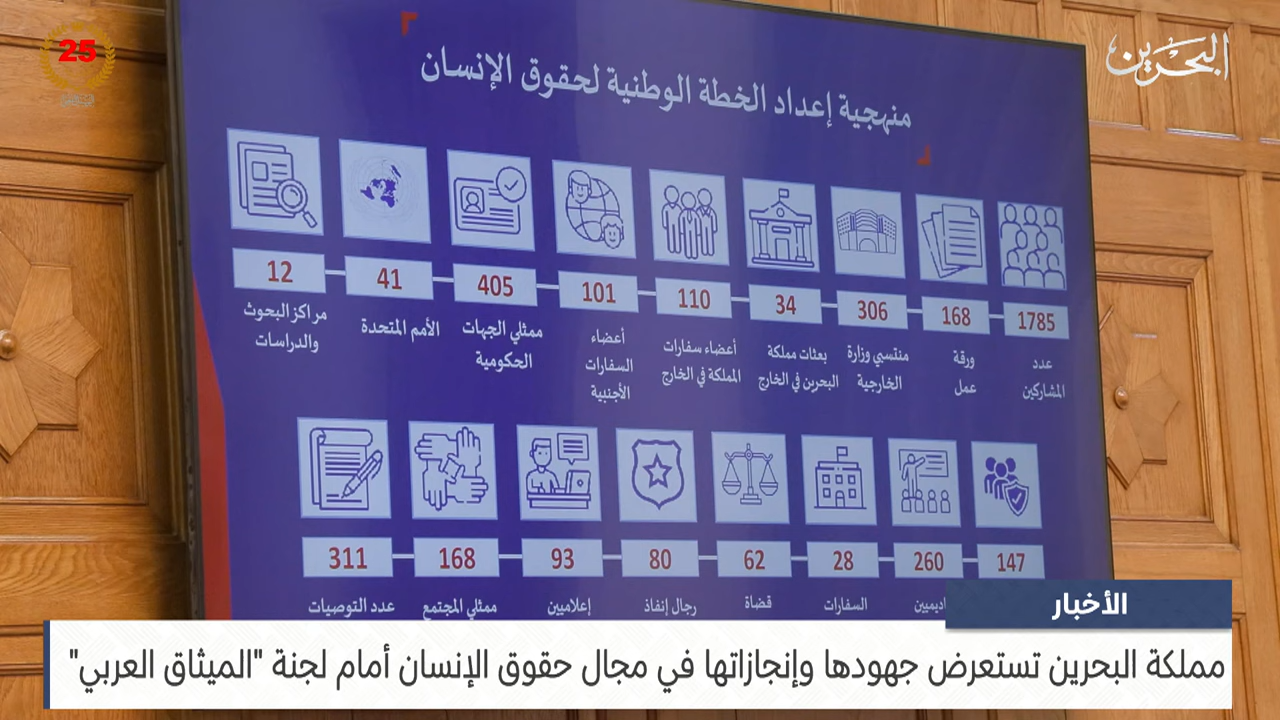 25
البحرين
منهجية إعداد الخطة الوطنية لحقوق الإنسان
1785 168 306 34 110 101 405 41 12
عدد
المشاركين
ورقة
عمل
منتسبي وزارة
الخارجية
بعثات مملكة
البحرين في الخارج
أعضاء سفارات
المملكة في الخارج
أعضاء
السفارات
الأجنبية
ممثلي الجهات
الحكومية
الأمم المتحدة
مراكز البحوث
والدراسات
147 260 28 62 80 93 168 311
السفارات
قضاة
رجال إنفاذ
إعلاميين
ممثلي المجتمع
عدد التوصيات
الأخبار
مملكة البحرين تستعرض جهودها وإنجازاتها في مجال حقوق الإنسان أمام لجنة "الميثاق العربي"